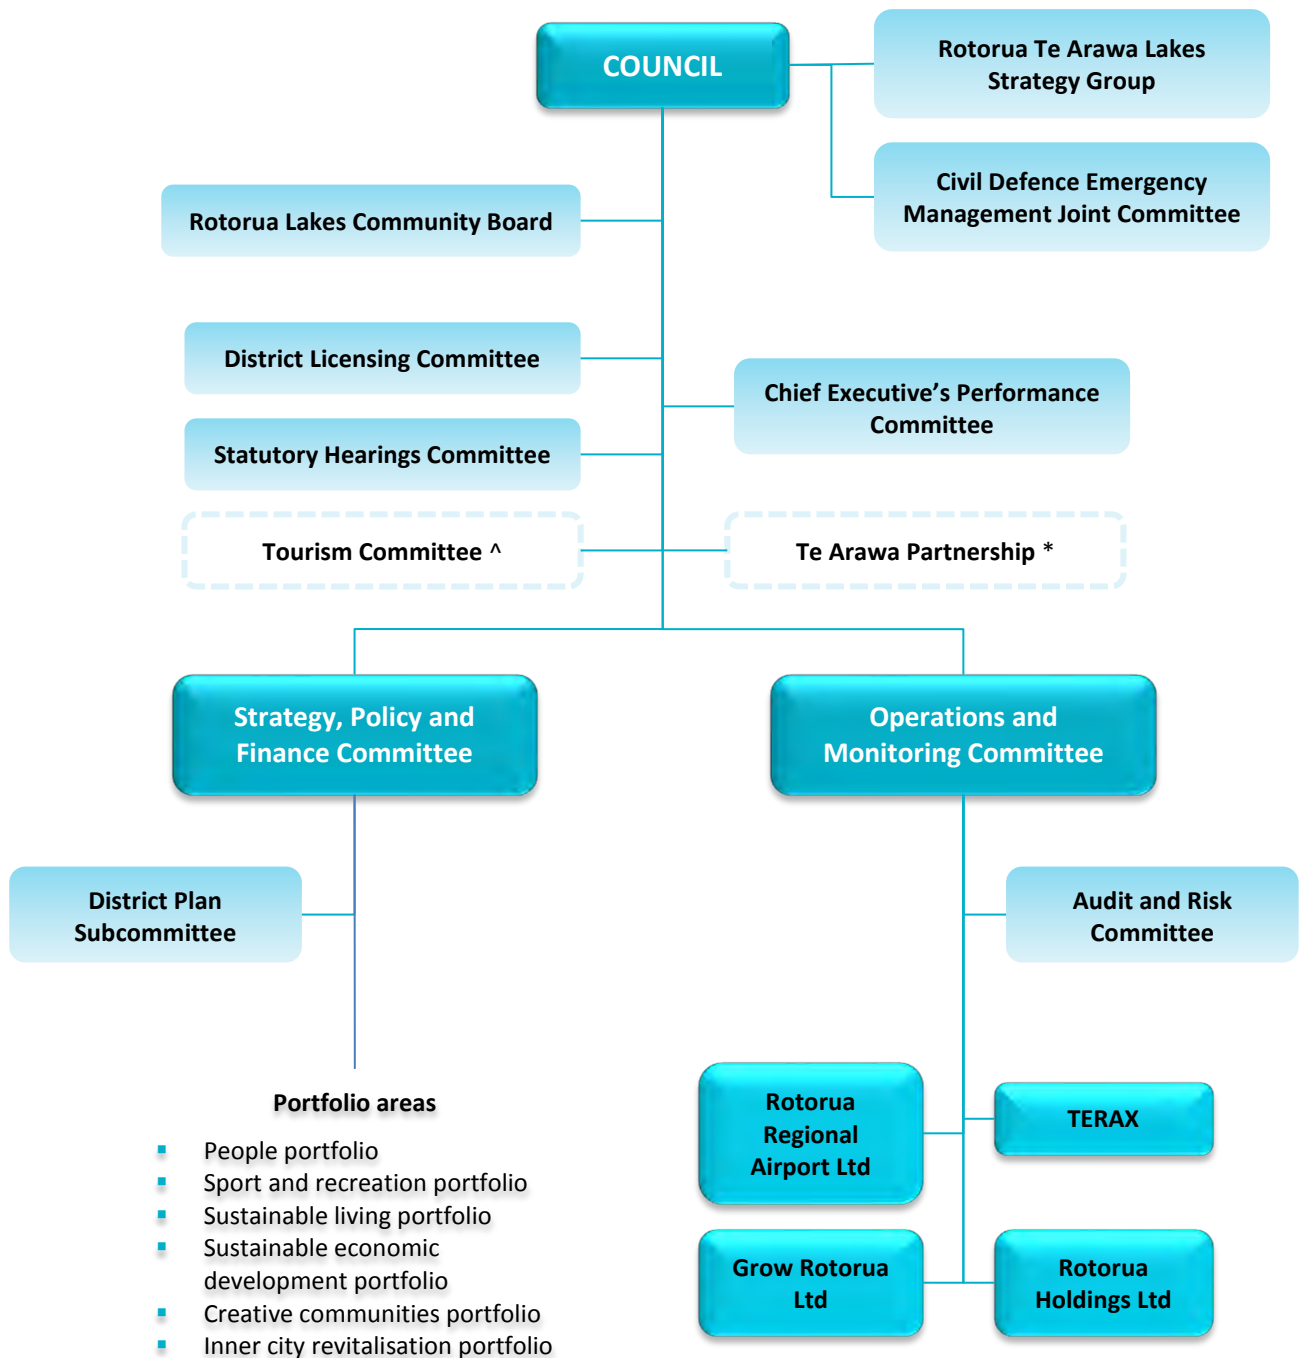 COUNCIL
Rotorua Te Arawa Lakes
Strategy Group
Civil Defence Emergency
Management Joint Committee
Rotorua Lakes Community Board
District Licensing Committee
Chief Executive’s Performance
Committee
Statutory Hearings Committee
Tourism Committee ^
Te Arawa Partnership *
Strategy, Policy and
Finance Committee
Operations and
Monitoring Committee
District Plan
Subcommittee
Audit and Risk
Committee
Portfolio areas
▪ People portfolio
▪ Sport and recreation portfolio
▪ Sustainable living portfolio
▪ Sustainable economic
development portfolio
▪ Creative communities portfolio
▪ Inner city revitalisation portfolio
Rotorua
Regional
Airport Ltd
TERAX
Grow Rotorua
Ltd
Rotorua
Holdings Ltd